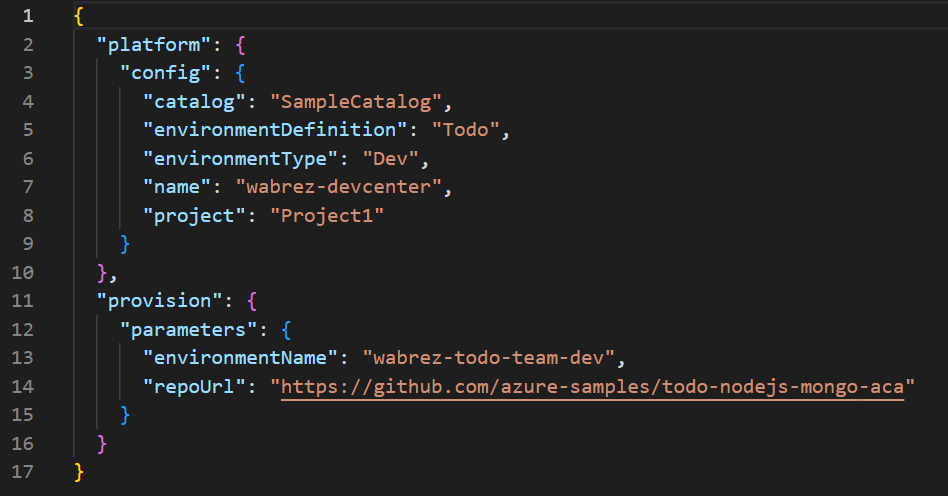 1 {
2   "platform": {
3     "config": {
4       "catalog": "SampleCatalog",
5       "environmentDefinition": "Todo",
6       "environmentType": "Dev",
7       "name": "wabrez-devcenter",
8       "project": "Project1"
9     }
10   },
11   "provision": {
12     "parameters": {
13       "environmentName": "wabrez-todo-team-dev",
14       "repoUrl": "https://github.com/azure-samples/todo-nodejs-mongo-aca"
15     }
16   }
17 }